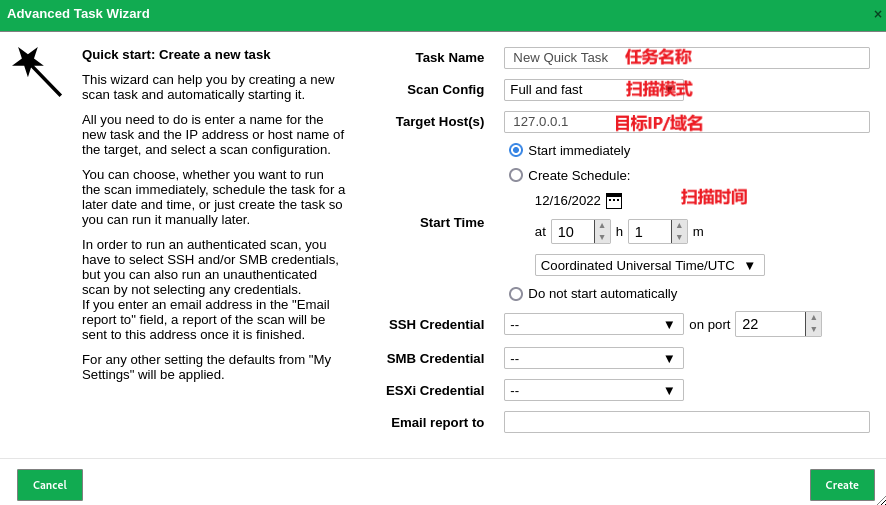 Advanced Task Wizard
×
Quick start: Create a new task
This wizard can help you by creating a new
scan task and automatically starting it.
All you need to do is enter a name for the
new task and the IP address or host name of
the target, and select a scan configuration.
You can choose, whether you want to run
the scan immediately, schedule the task for a
later date and time, or just create the task so
you can run it manually later.
In order to run an authenticated scan, you
have to select SSH and/or SMB credentials,
but you can also run an unauthenticated
scan by not selecting any credentials.
If you enter an email address in the "Email
report to" field, a report of the scan will be
sent to this address once it is finished.
For any other setting the defaults from "My
Settings" will be applied.
Task Name New Quick Task 任务名称
Scan Config Full and fast 扫描模式
Target Host(s) 127.0.0.1 目标IP/域名
Start immediately
Create Schedule:
12/16/2022 扫描时间
Start Time
at 10 h 1 m
Coordinated Universal Time/UTC ▼
Do not start automatically
SSH Credential -- ▼ on port 22
SMB Credential -- ▼
ESXi Credential -- ▼
Email report to
Cancel
Create